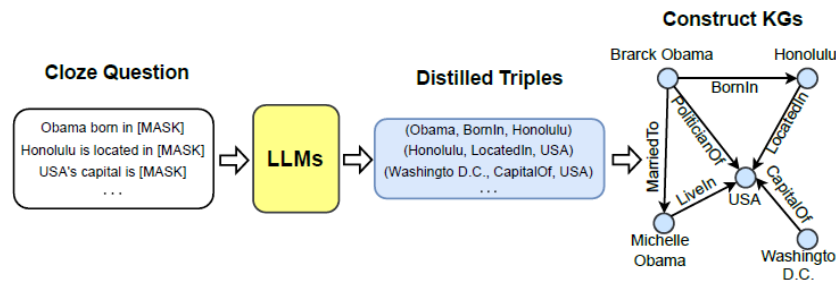 Cloze Question
Obama born in [MASK]
Honolulu is located in [MASK]
USA's capital is [MASK]
. . .
LLMs
Distilled Triples
(Obama, BornIn, Honolulu)
(Honolulu, LocatedIn, USA)
(Washingto D.C., CapitalOf, USA)
. . .
Construct KGs
Brarck Obama
Honolulu
BornIn
PoliticianOf
LocatedIn
MarriedTo
LiveIn
USA
CapitalOf
Michelle
Obama
Washingto
D.C.